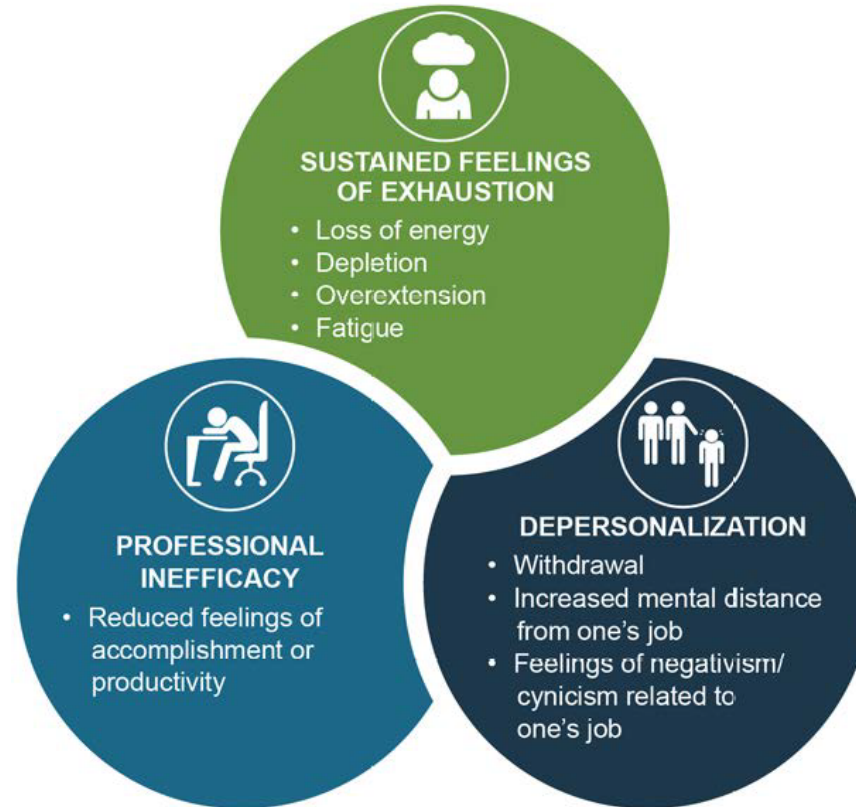 SUSTAINED FEELINGS
OF EXHAUSTION
• Loss of energy
• Depletion
• Overextension
• Fatigue
PROFESSIONAL
INEFFICACY
• Reduced feelings of
accomplishment or
productivity
DEPERSONALIZATION
• Withdrawal
• Increased mental distance
from one's job
• Feelings of negativism/
cynicism related to
one's job